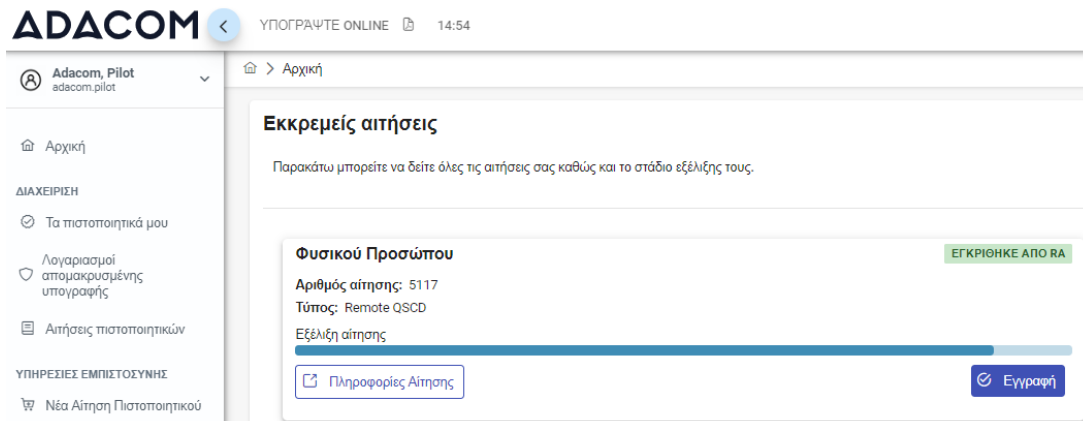 ADACOM
ΥΠΟΓΡΑΨΤΕ ONLINE
14:54
Adacom, Pilot
adacom.pilot
Αρχική
ΔΙΑΧΕΙΡΙΣΗ
Τα πιστοποιητικά μου
Λογαριασμοί
απομακρυσμένης
υπογραφής
Αιτήσεις πιστοποιητικών
ΥΠΗΡΕΣΙΕΣ ΕΜΠΙΣΤΟΣΥΝΗΣ
Νέα Αίτηση Πιστοποιητικού
Αρχική
Εκκρεμείς αιτήσεις
Παρακάτω μπορείτε να δείτε όλες τις αιτήσεις σας καθώς και το στάδιο εξέλιξης τους.
Φυσικού Προσώπου
ΕΓΚΡΙΘΗΚΕ ΑΠΟ RA
Αριθμός αίτησης: 5117
Τύπος: Remote QSCD
Εξέλιξη αίτησης
Πληροφορίες Αίτησης
Εγγραφή